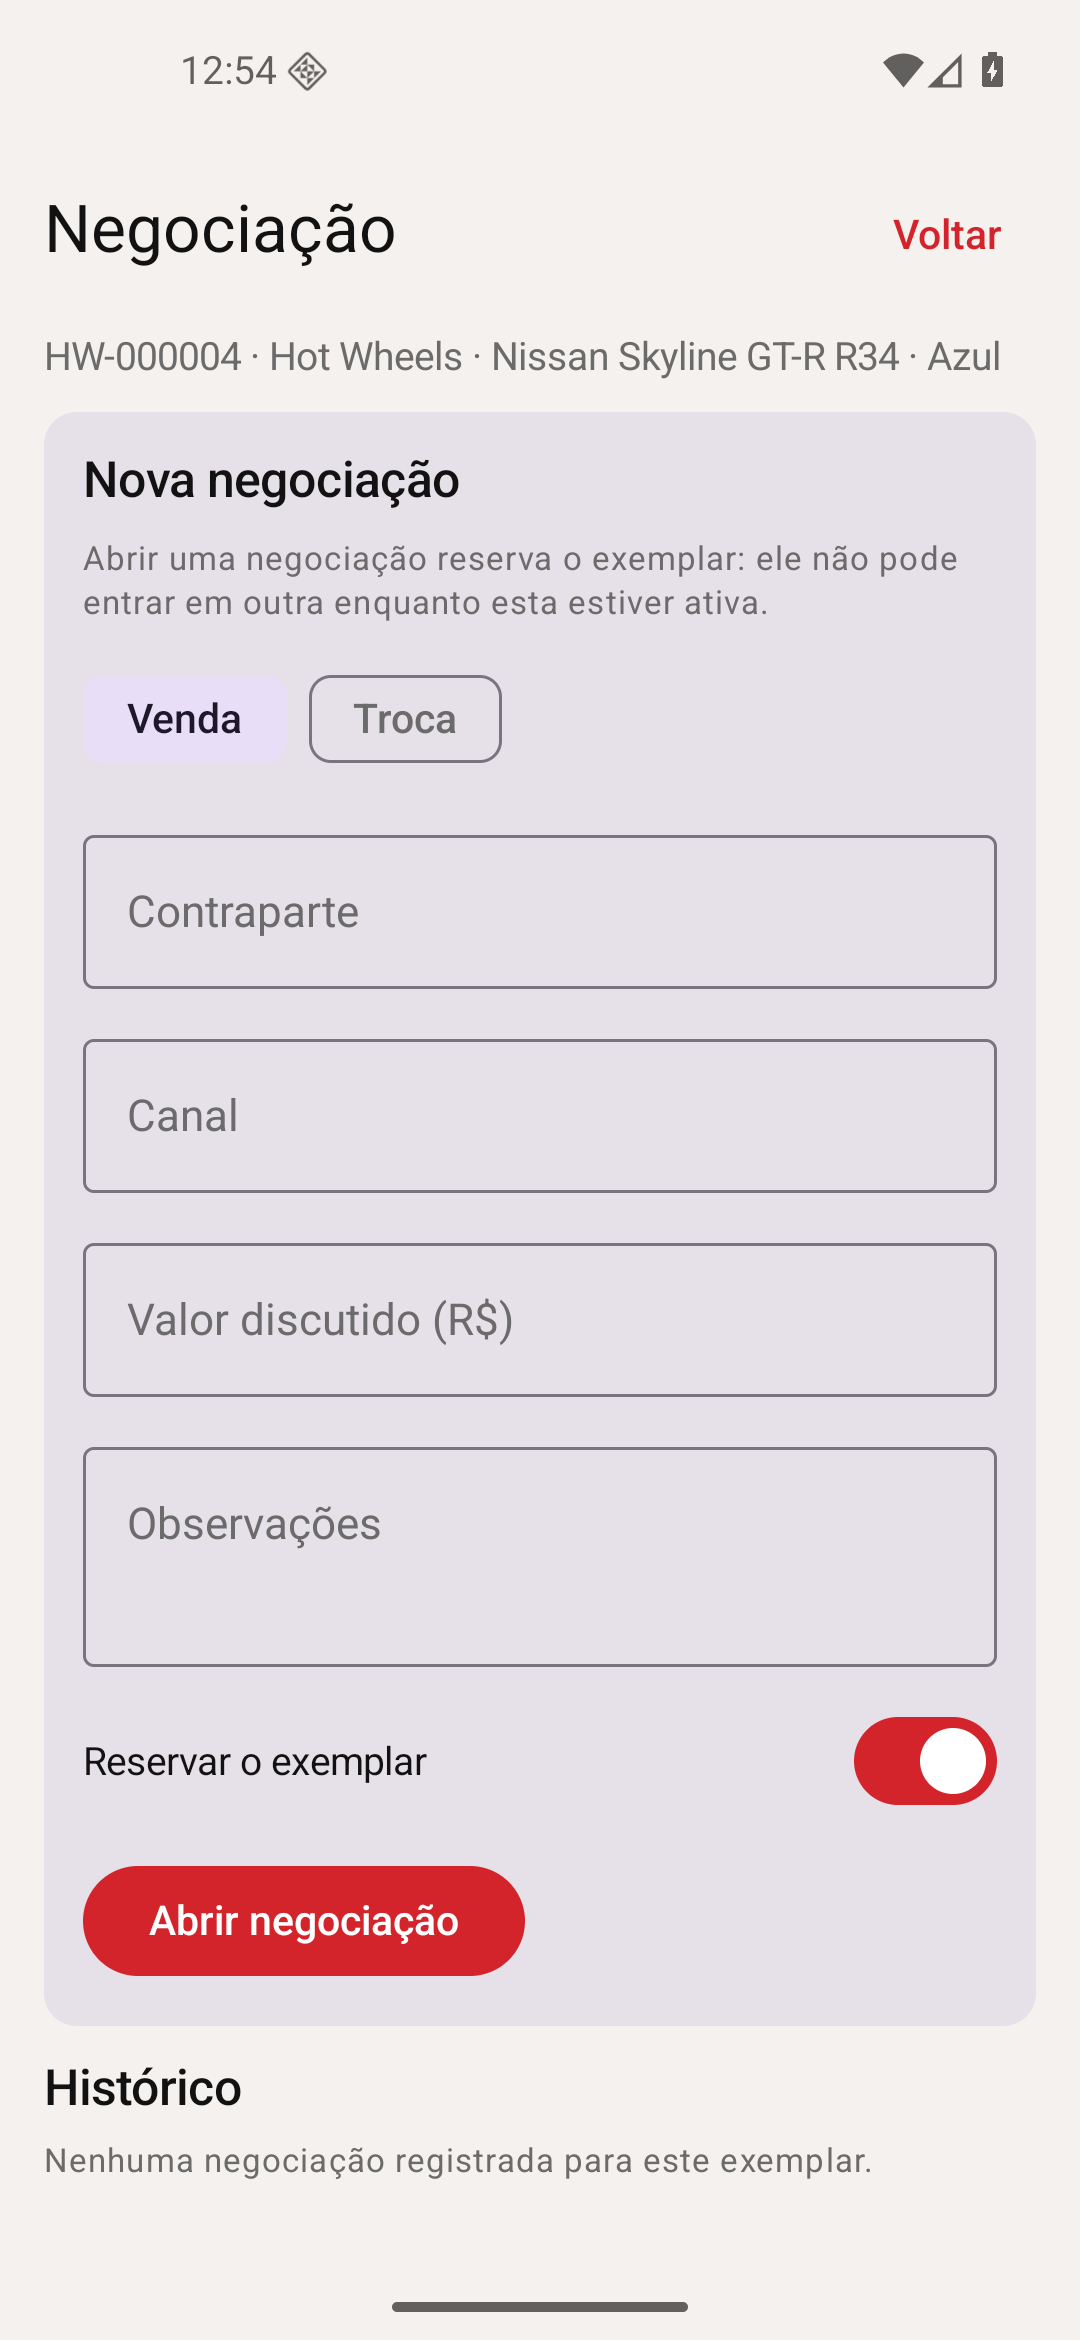 12:54
Negociação
Voltar
HW-000004 · Hot Wheels · Nissan Skyline GT-R R34 · Azul
Nova negociação
Abrir uma negociação reserva o exemplar: ele não pode
entrar em outra enquanto esta estiver ativa.
Venda
Troca
Contraparte
Canal
Valor discutido (R$)
Observações
Reservar o exemplar
Abrir negociação
Histórico
Nenhuma negociação registrada para este exemplar.